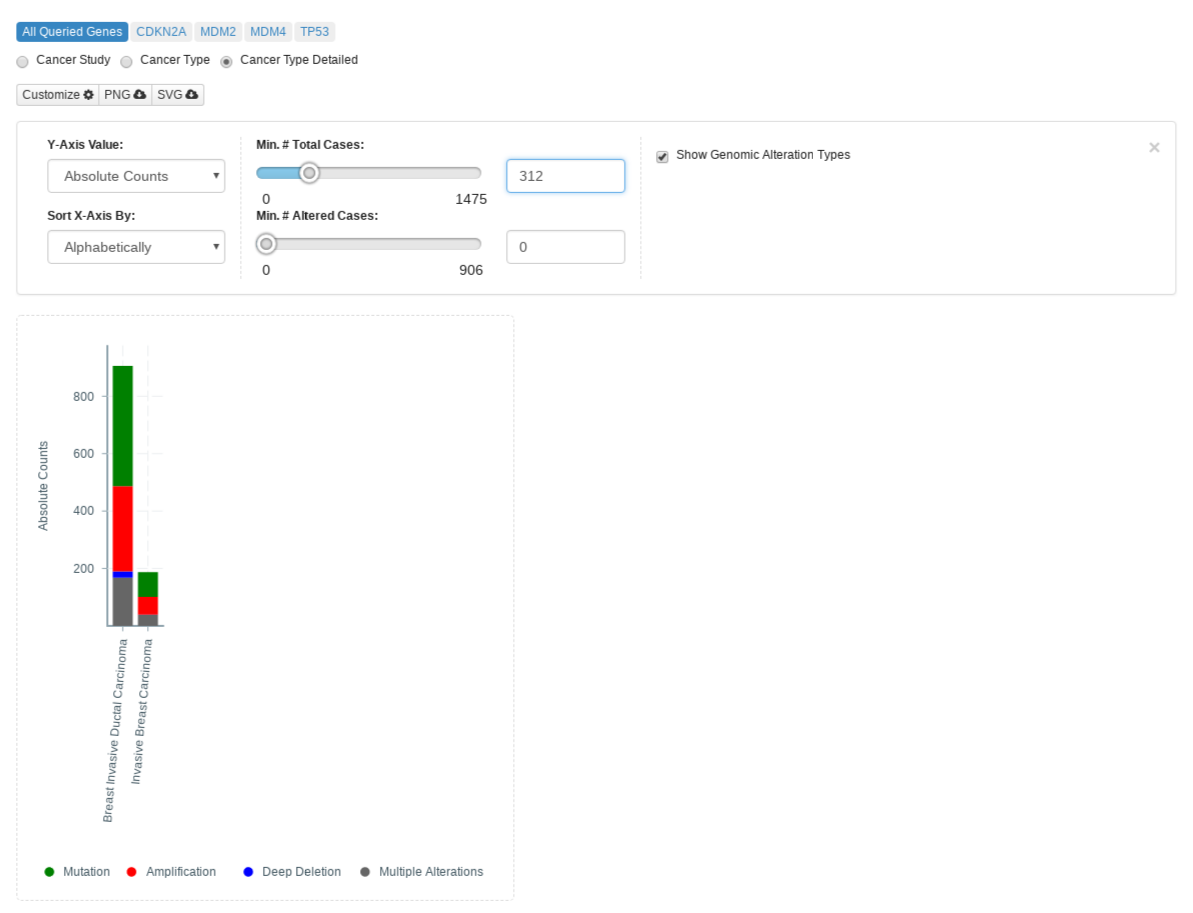 All Queried Genes CDKN2A MDM2 MDM4 TP53
Cancer Study Cancer Type Cancer Type Detailed
Customize PNG SVG
Y-Axis Value:
Absolute Counts
Sort X-Axis By:
Alphabetically
Min. # Total Cases:
312
0 1475
Min. # Altered Cases:
0
0 906
Show Genomic Alteration Types
×
Absolute Counts
800
600
400
200
Breast Invasive Ductal Carcinoma
Invasive Breast Carcinoma
Mutation Amplification Deep Deletion Multiple Alterations